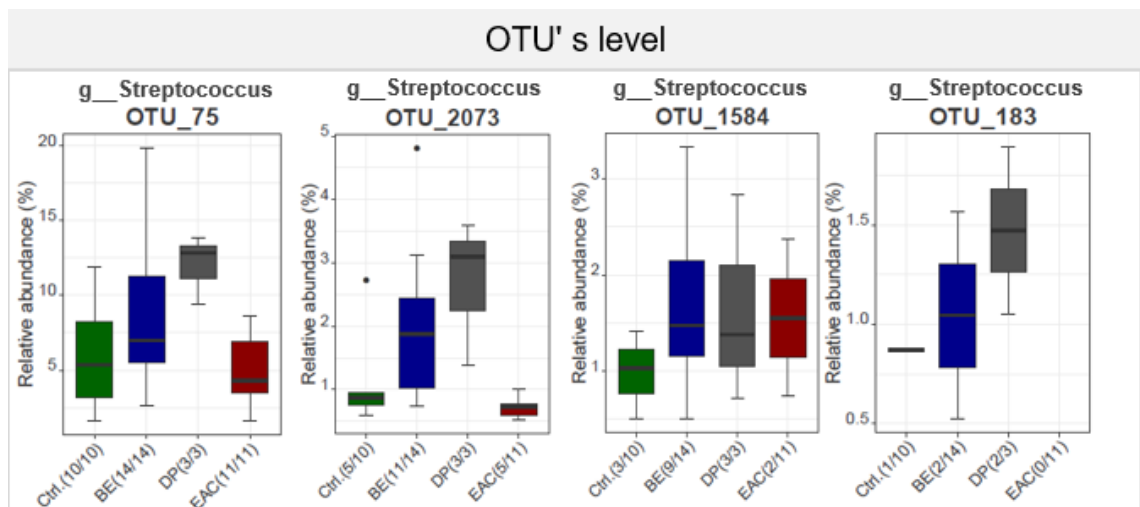 OTU' s level
g__Streptococcus
OTU_75
Relative abundance (%)
20
15
10
5
Ctrl.(10/10)
BE(14/14)
DP(3/3)
EAC(11/11)
g__Streptococcus
OTU_2073
Relative abundance (%)
5
4
3
2
1
Ctrl.(5/10)
BE(11/14)
DP(3/3)
EAC(5/11)
g__Streptococcus
OTU_1584
Relative abundance (%)
3
2
1
Ctrl.(3/10)
BE(9/14)
DP(3/3)
EAC(2/11)
g__Streptococcus
OTU_183
Relative abundance (%)
1.5
1.0
0.5
Ctrl.(1/10)
BE(2/14)
DP(2/3)
EAC(0/11)